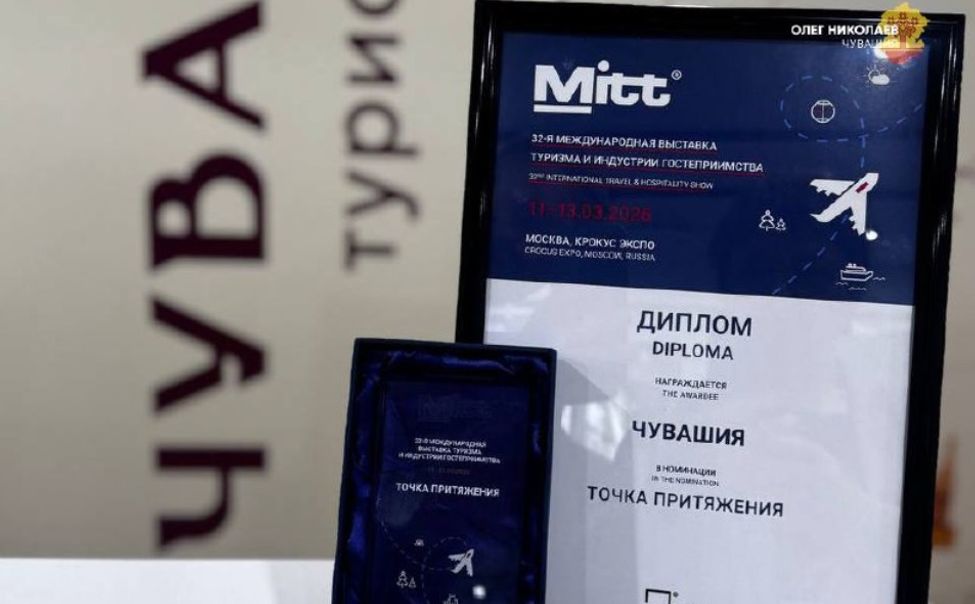 ЧУВА
турис
ОЛЕГ НИКОЛАЕВ
ЧУВАШИЯ
Mitt®
32-Я МЕЖДУНАРОДНАЯ ВЫСТАВКА
ТУРИЗМА И ИНДУСТРИИ ГОСТЕПРИИМСТВА
32ND INTERNATIONAL TRAVEL & HOSPITALITY SHOW
11–13.03.2026
МОСКВА, КРОКУС ЭКСПО
CROCUS EXPO, MOSCOW, RUSSIA
ДИПЛОМ
DIPLOMA
НАГРАЖДАЕТСЯ
THE AWARDEE
ЧУВАШИЯ
В НОМИНАЦИИ
IN THE NOMINATION
ТОЧКА ПРИТЯЖЕНИЯ
Mitt
32-Я МЕЖДУНАРОДНАЯ
ВЫСТАВКА ТУРИЗМА
И ИНДУСТРИИ ГОСТЕПРИИМСТВА
ТОЧКА ПРИТЯЖЕНИЯ